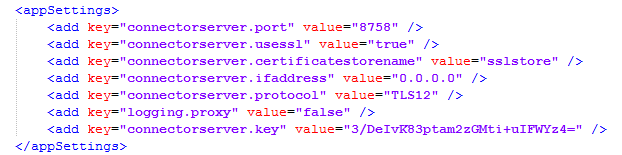 <appSettings>
<add key="connectorserver.port" value="8758" />
<add key="connectorserver.usessl" value="true" />
<add key="connectorserver.certificatestorename" value="sslstore" />
<add key="connectorserver.ifaddress" value="0.0.0.0" />
<add key="connectorserver.protocol" value="TLS12" />
<add key="logging.proxy" value="false" />
<add key="connectorserver.key" value="3/DeIvK83ptam2zGMti+uIFWYz4=" />
</appSettings>